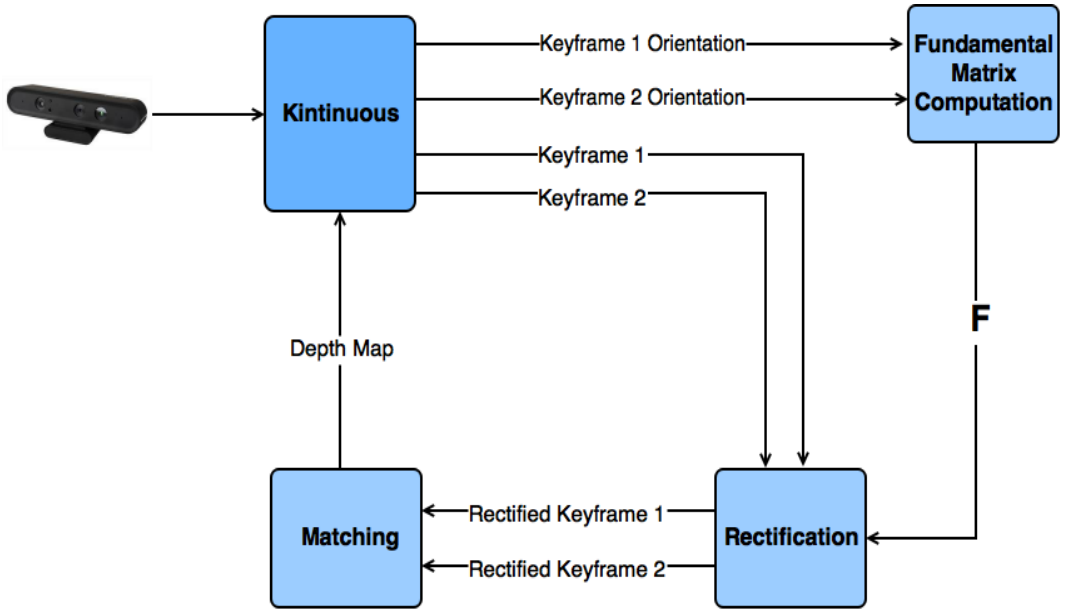 Keyframe 1 Orientation
Fundamental
Matrix
Computation
Keyframe 2 Orientation
Kintinuous
Keyframe 1
Keyframe 2
F
Depth Map
Rectified Keyframe 1
Matching
Rectification
Rectified Keyframe 2